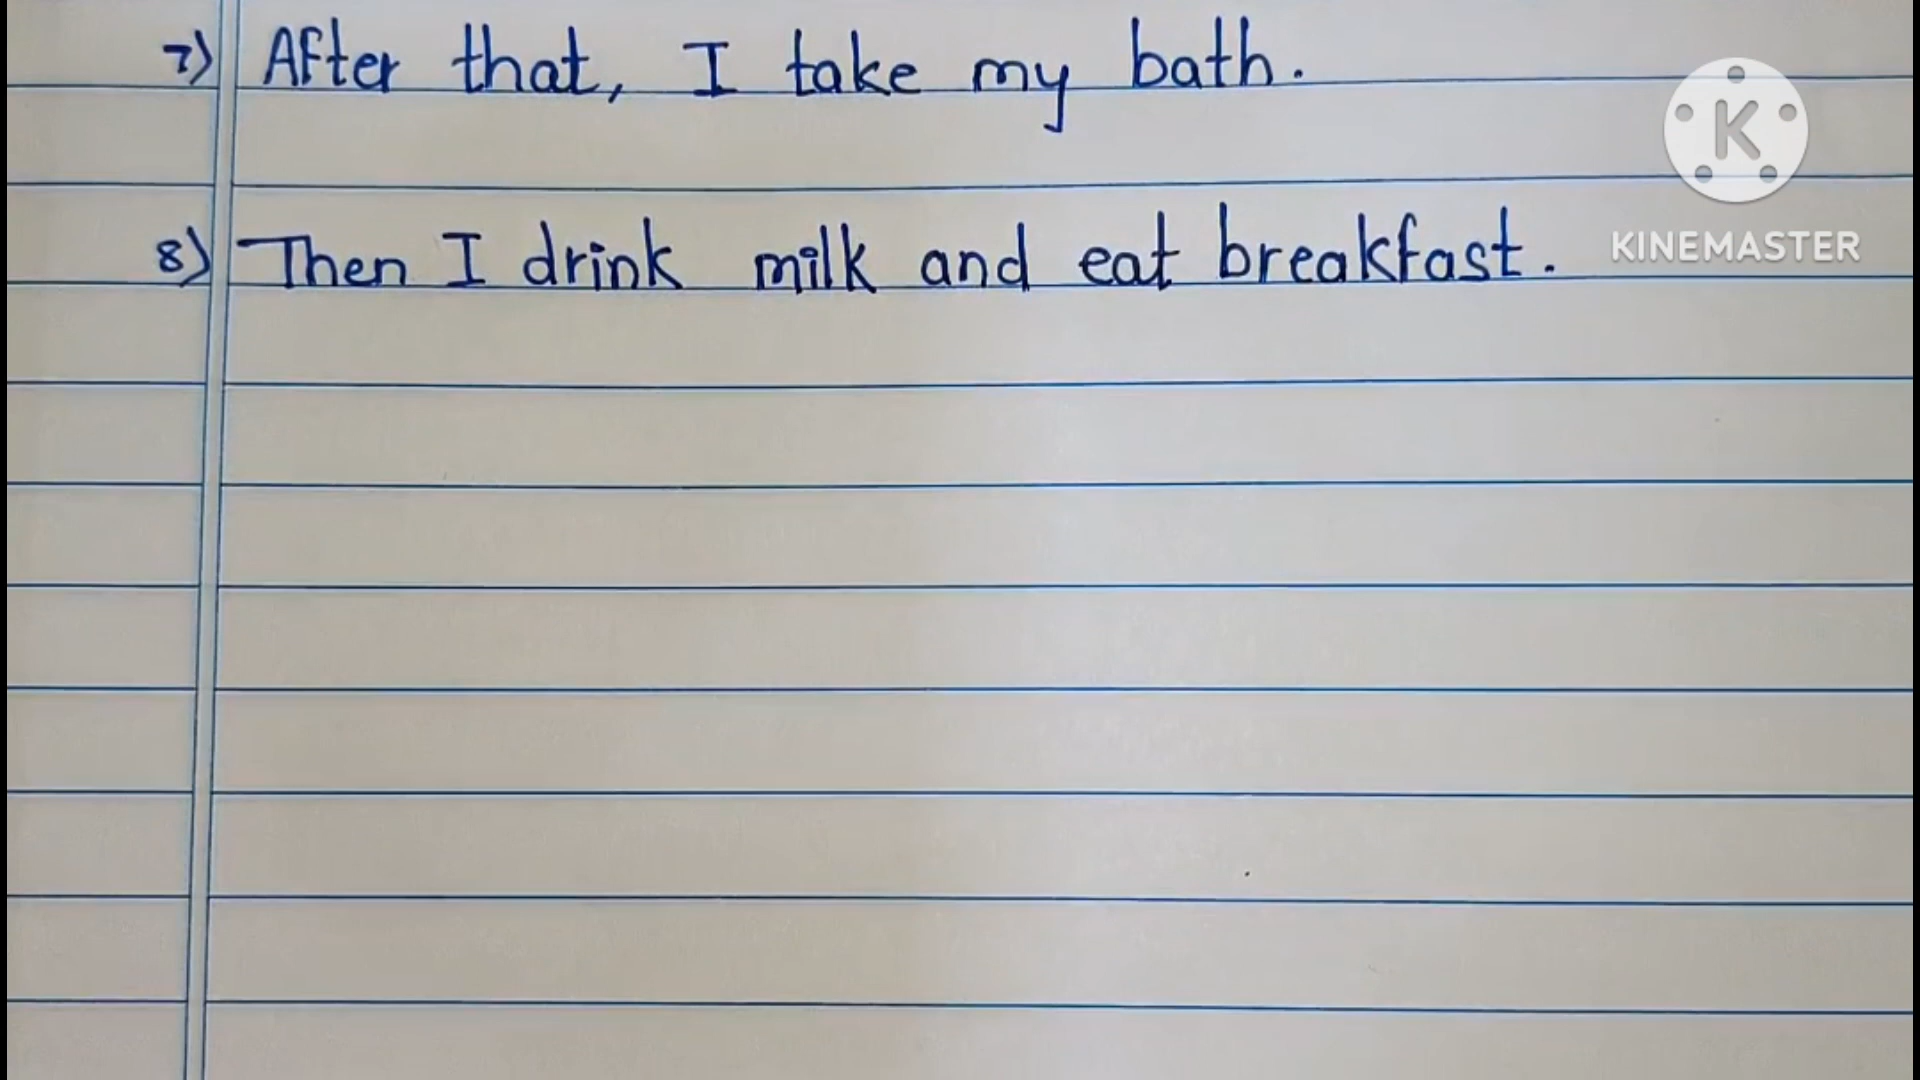 7) After that, I take my bath.
K
KINEMASTER
8) Then I drink milk and eat breakfast.